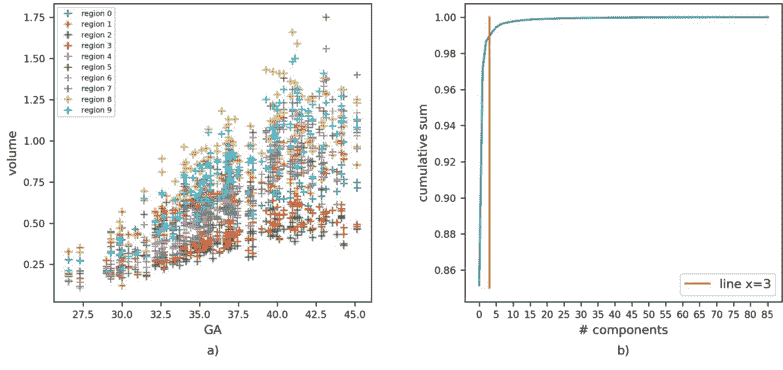 1.75
1.50
1.25
1.00
0.75
0.50
0.25
volume
region 0
region 1
region 2
region 3
region 4
region 5
region 6
region 7
region 8
region 9
27.5 30.0 32.5 35.0 37.5 40.0 42.5 45.0
GA
a)
1.00
0.98
0.96
0.94
0.92
0.90
0.88
0.86
cumulative sum
line x=3
0 5 10 15 20 25 30 35 40 45 50 55 60 65 70 75 80 85
# components
b)